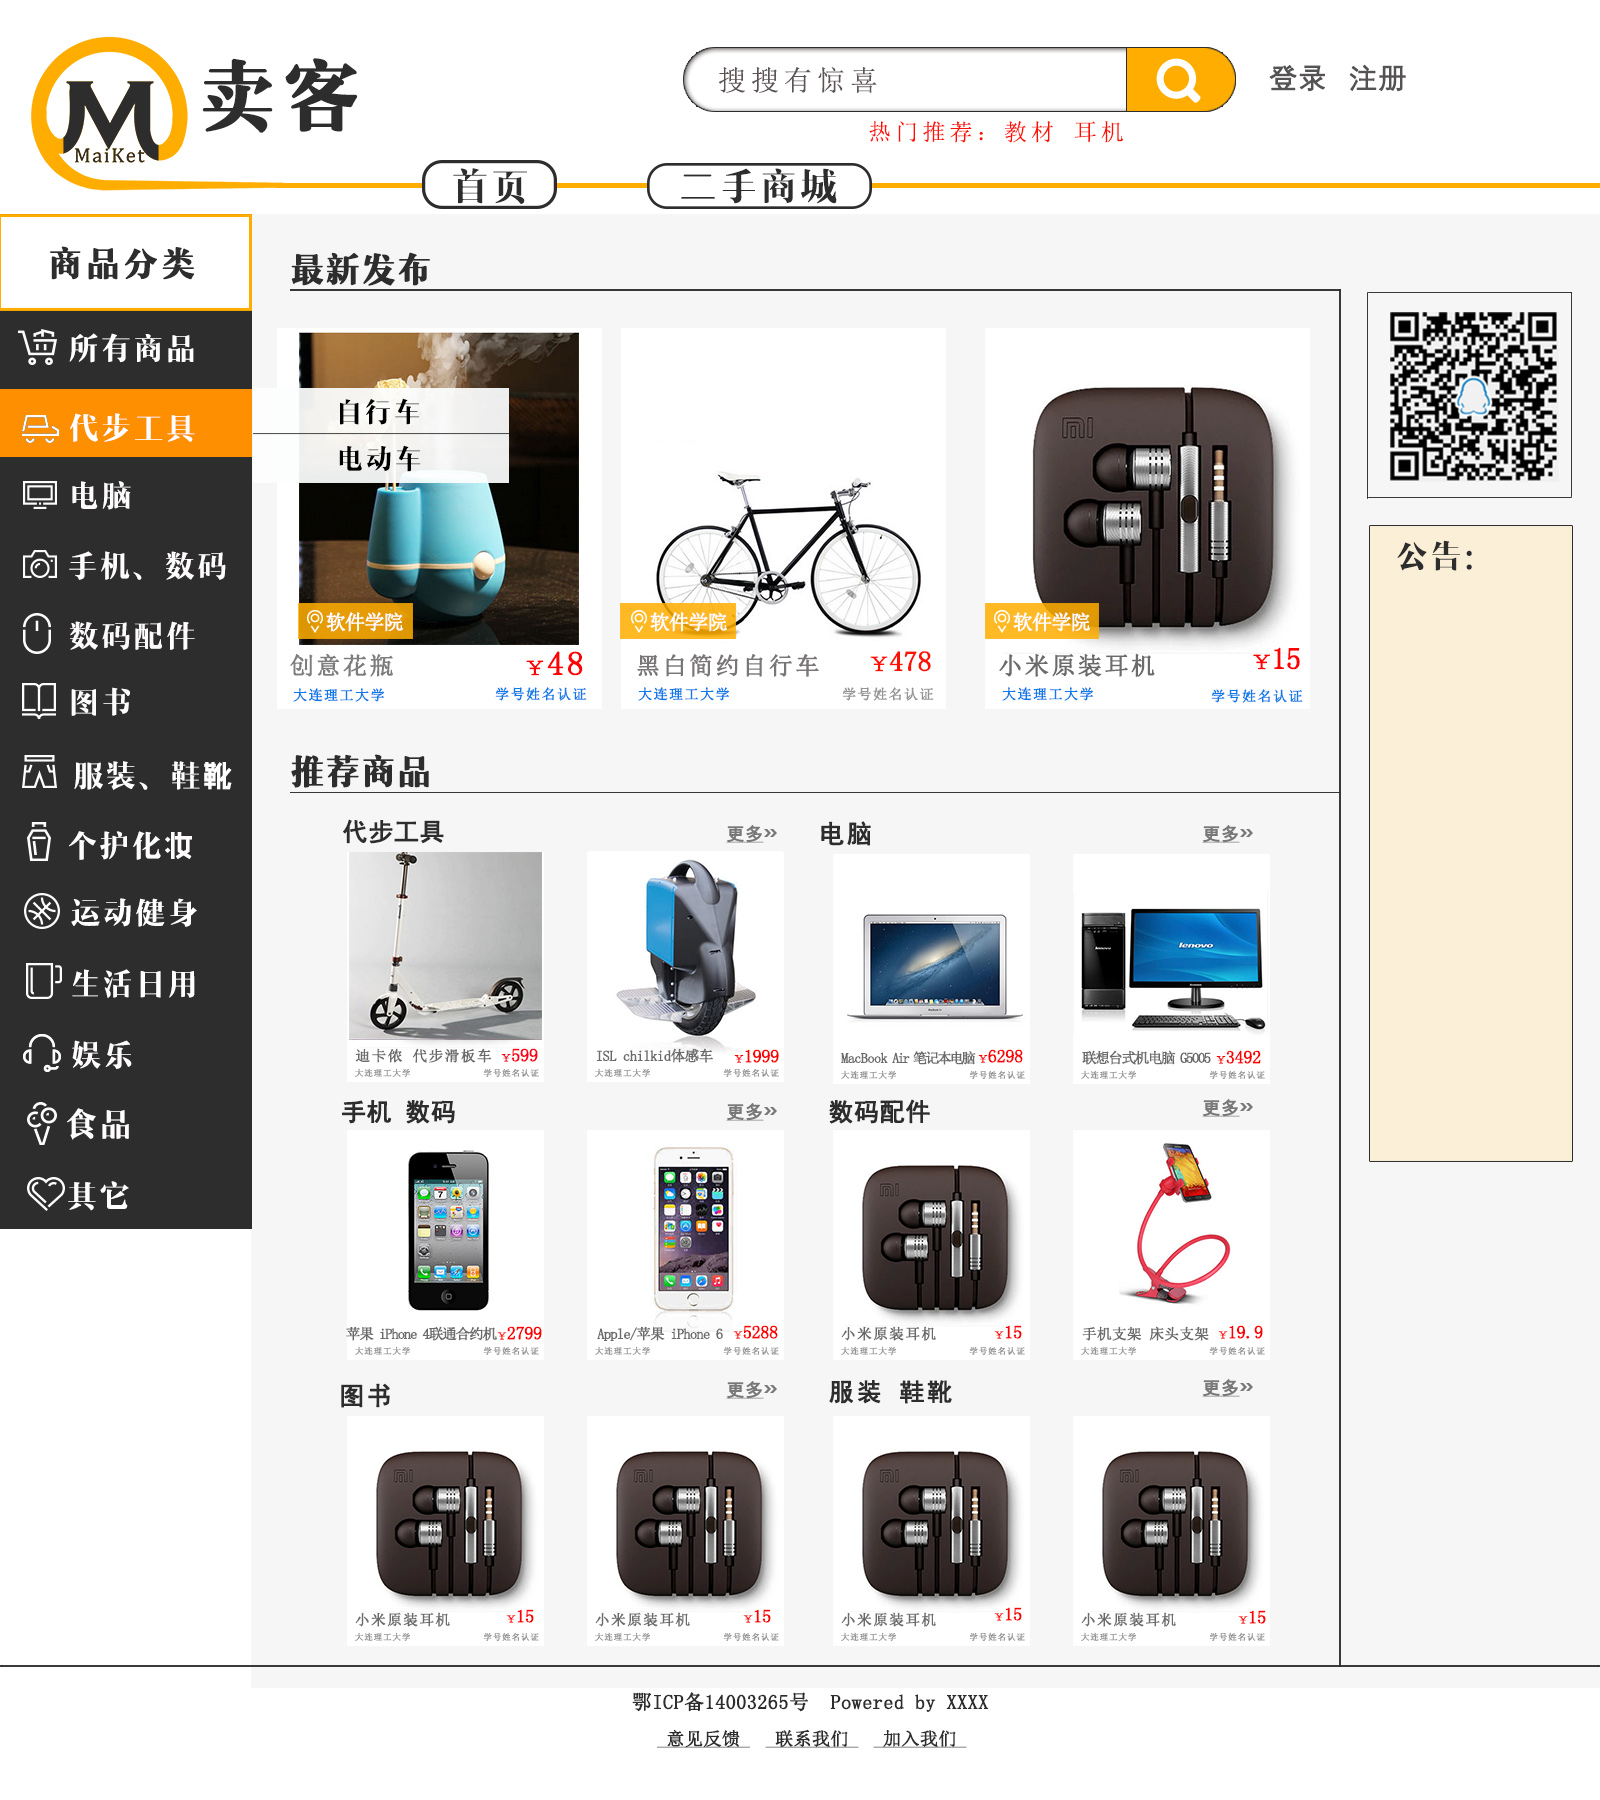 MaiKet
卖客
搜搜有惊喜
登录 注册
热门推荐：教材 耳机
首页 二手商城
商品分类
所有商品
代步工具
自行车
电动车
电脑
手机、数码
数码配件
图书
服装、鞋靴
个护化妆
运动健身
生活日用
娱乐
食品
其它
最新发布
软件学院
创意花瓶 ¥48
大连理工大学 学号姓名认证
软件学院
黑白简约自行车 ¥478
大连理工大学 学号姓名认证
软件学院
小米原装耳机 ¥15
大连理工大学 学号姓名认证
公告：
推荐商品
代步工具 更多»
迪卡侬 代步滑板车 ¥599
大连理工大学 学号姓名认证
ISL chilkid体感车 ¥1999
大连理工大学 学号姓名认证
电脑 更多»
MacBook Air 笔记本电脑 ¥6298
大连理工大学 学号姓名认证
lenovo
联想台式机电脑 G5005 ¥3492
大连理工大学 学号姓名认证
手机 数码 更多»
苹果 iPhone 4联通合约机¥2799
大连理工大学 学号姓名认证
Apple/苹果 iPhone 6 ¥5288
大连理工大学 学号姓名认证
数码配件 更多»
小米原装耳机 ¥15
大连理工大学 学号姓名认证
手机支架 床头支架 ¥19.9
大连理工大学 学号姓名认证
图书 更多»
小米原装耳机 ¥15
大连理工大学 学号姓名认证
小米原装耳机 ¥15
大连理工大学 学号姓名认证
服装 鞋靴 更多»
小米原装耳机 ¥15
大连理工大学 学号姓名认证
小米原装耳机 ¥15
大连理工大学 学号姓名认证
鄂ICP备14003265号 Powered by XXXX
意见反馈 联系我们 加入我们